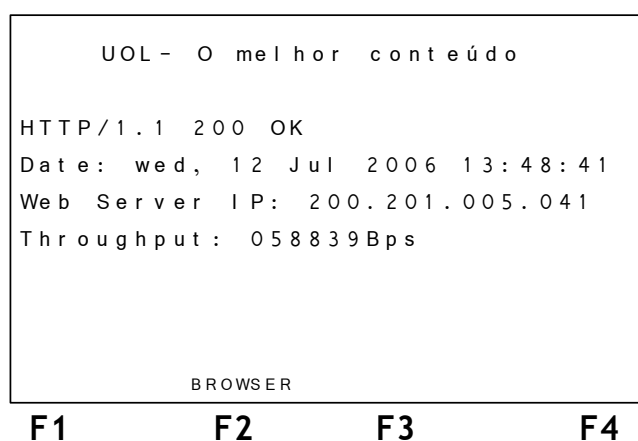 UOL- O melhor conteúdo
HTTP/1.1 200 OK
Date: wed, 12 Jul 2006 13:48:41
Web Server IP: 200.201.005.041
Throughput: 058839Bps
BROWSER
F1 F2 F3 F4